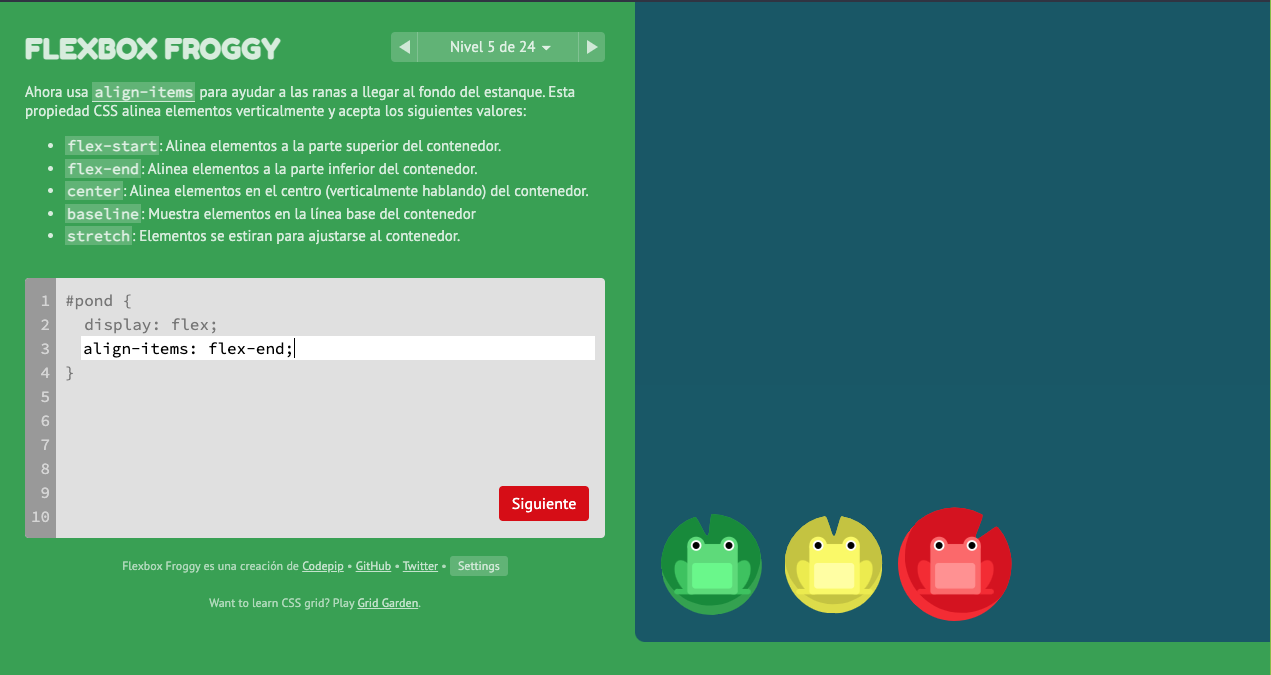 FLEXBOX FROGGY
Nivel 5 de 24
Ahora usa align-items para ayudar a las ranas a llegar al fondo del estanque. Esta
propiedad CSS alinea elementos verticalmente y acepta los siguientes valores:
• flex-start: Alinea elementos a la parte superior del contenedor.
• flex-end: Alinea elementos a la parte inferior del contenedor.
• center: Alinea elementos en el centro (verticalmente hablando) del contenedor.
• baseline: Muestra elementos en la línea base del contenedor
• stretch: Elementos se estiran para ajustarse al contenedor.
1 #pond {
2 display: flex;
3 align-items: flex-end;
4 }
5
6
7
8
9
10
Siguiente
Flexbox Froggy es una creación de Codepip • GitHub • Twitter • Settings
Want to learn CSS grid? Play Grid Garden.